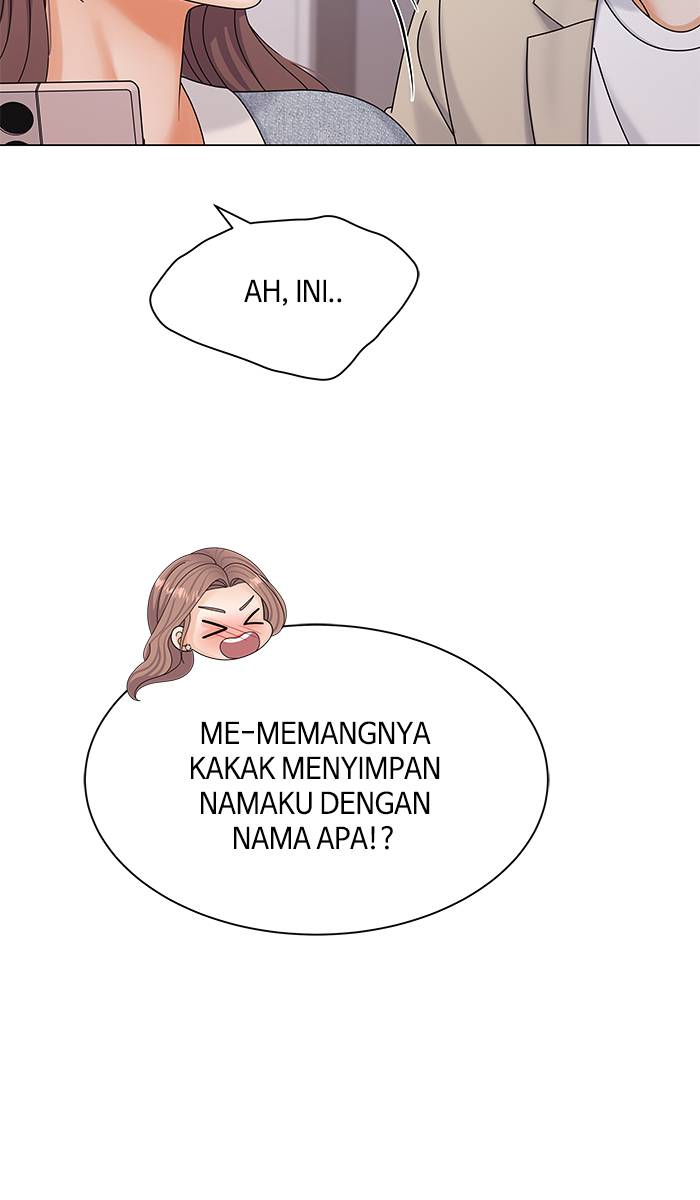 AH, INI..
ME-MEMANGNYA
KAKAK MENYIMPAN
NAMAKU DENGAN
NAMA APA!?